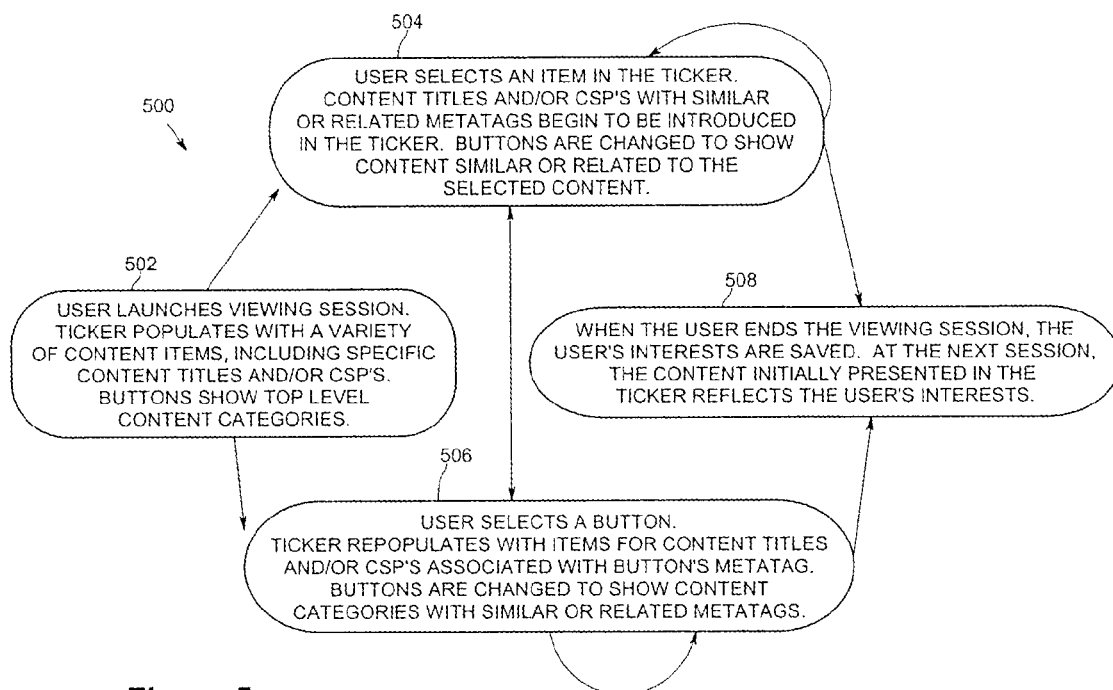 504
USER SELECTS AN ITEM IN THE TICKER.
CONTENT TITLES AND/OR CSP'S WITH SIMILAR
OR RELATED METATAGS BEGIN TO BE INTRODUCED
IN THE TICKER. BUTTONS ARE CHANGED TO SHOW
CONTENT SIMILAR OR RELATED TO THE
SELECTED CONTENT.
500
502
USER LAUNCHES VIEWING SESSION.
TICKER POPULATES WITH A VARIETY
OF CONTENT ITEMS, INCLUDING SPECIFIC
CONTENT TITLES AND/OR CSP'S.
BUTTONS SHOW TOP LEVEL
CONTENT CATEGORIES.
508
WHEN THE USER ENDS THE VIEWING SESSION, THE
USER'S INTERESTS ARE SAVED. AT THE NEXT SESSION,
THE CONTENT INITIALLY PRESENTED IN THE
TICKER REFLECTS THE USER'S INTERESTS.
506
USER SELECTS A BUTTON.
TICKER REPOPULATES WITH ITEMS FOR CONTENT TITLES
AND/OR CSP'S ASSOCIATED WITH BUTTON'S METATAG.
BUTTONS ARE CHANGED TO SHOW CONTENT
CATEGORIES WITH SIMILAR OR RELATED METATAGS.